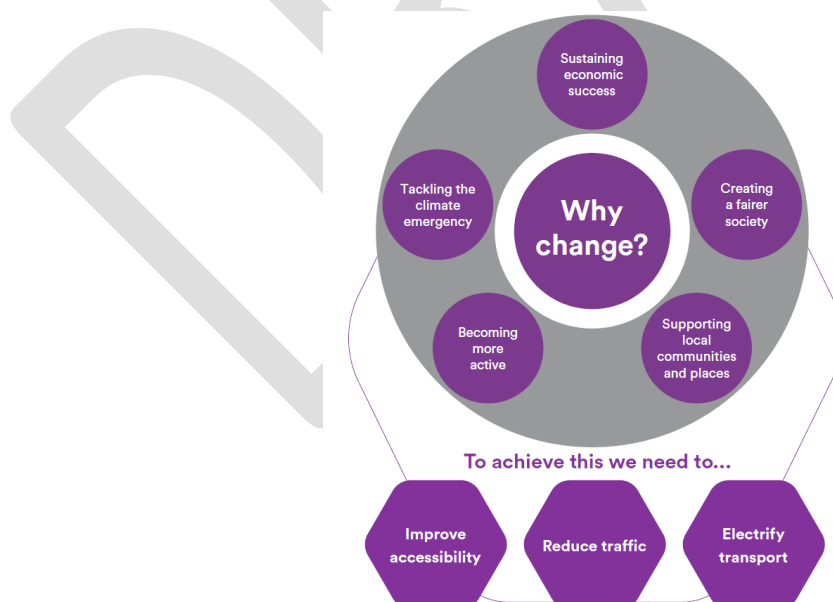 Sustaining
economic
success
Tackling the
climate
emergency
Why
change?
Creating
a fairer
society
Becoming
more
active
Supporting
local
communities
and places
To achieve this we need to...
Improve
accessibility
Reduce traffic
Electrify
transport